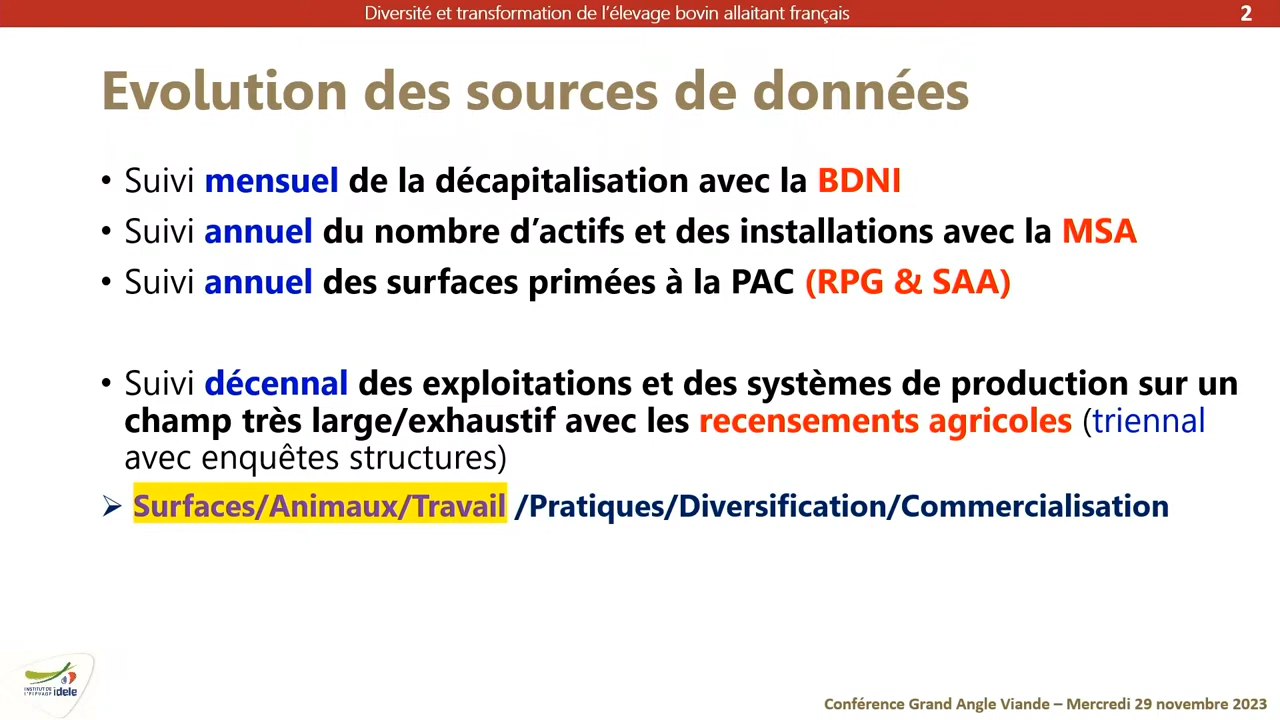 Diversité et transformation de l'élevage bovin allaitant français
2
Evolution des sources de données
• Suivi mensuel de la décapitalisation avec la BDNI
• Suivi annuel du nombre d'actifs et des installations avec la MSA
• Suivi annuel des surfaces primées à la PAC (RPG & SAA)
• Suivi décennal des exploitations et des systèmes de production sur un
champ très large/exhaustif avec les recensements agricoles (triennal
avec enquêtes structures)
➢ Surfaces/Animaux/Travail /Pratiques/Diversification/Commercialisation
INSTITUT DE
L'ELEVAGE idele
Conférence Grand Angle Viande – Mercredi 29 novembre 2023